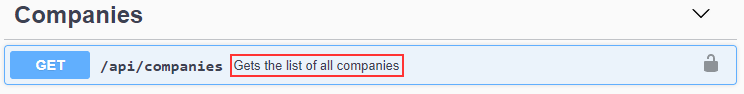 Companies
GET /api/companies Gets the list of all companies